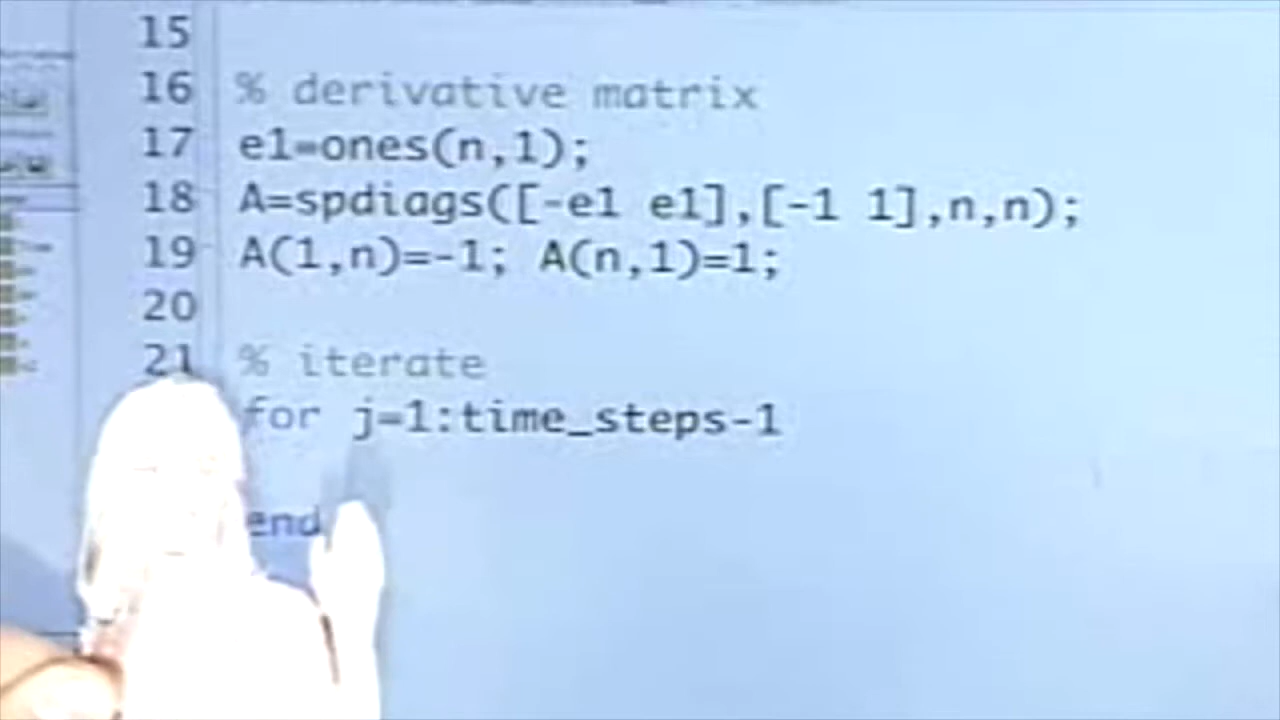 15
16 % derivative matrix
17 e1=ones(n,1);
18 A=spdiags([-e1 e1],[-1 1],n,n);
19 A(1,n)=-1; A(n,1)=1;
20
21 % iterate
for j=1:time_steps-1
end